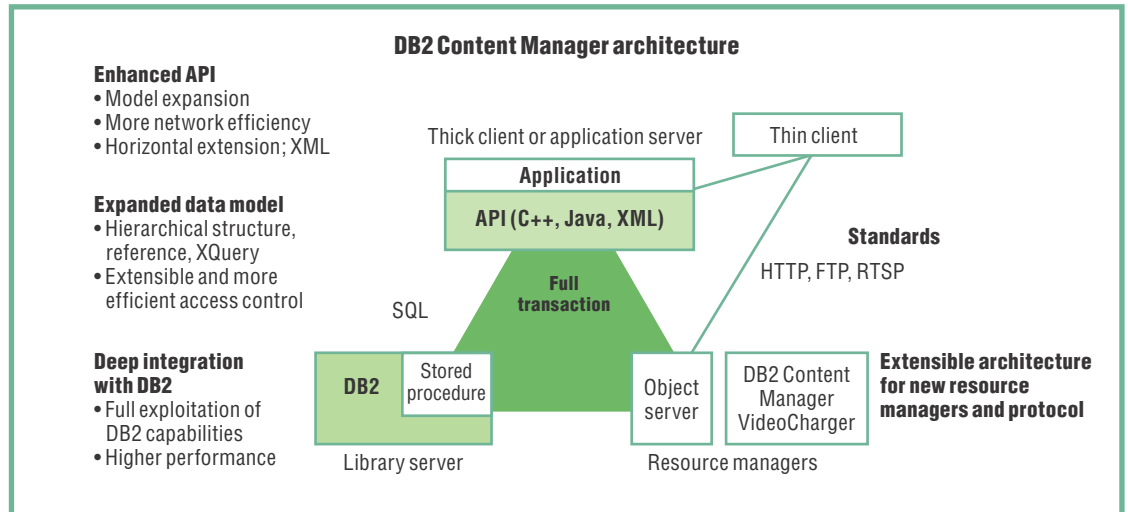 DB2 Content Manager architecture
Enhanced API
• Model expansion
• More network efficiency
• Horizontal extension; XML
Expanded data model
• Hierarchical structure,
reference, XQuery
• Extensible and more
efficient access control
Deep integration
with DB2
• Full exploitation of
DB2 capabilities
• Higher performance
Thick client or application server
Application
API (C++, Java, XML)
Thin client
Full
transaction
SQL
Standards
HTTP, FTP, RTSP
DB2
Stored
procedure
Library server
Object
server
DB2 Content
Manager
VideoCharger
Resource managers
Extensible architecture
for new resource
managers and protocol